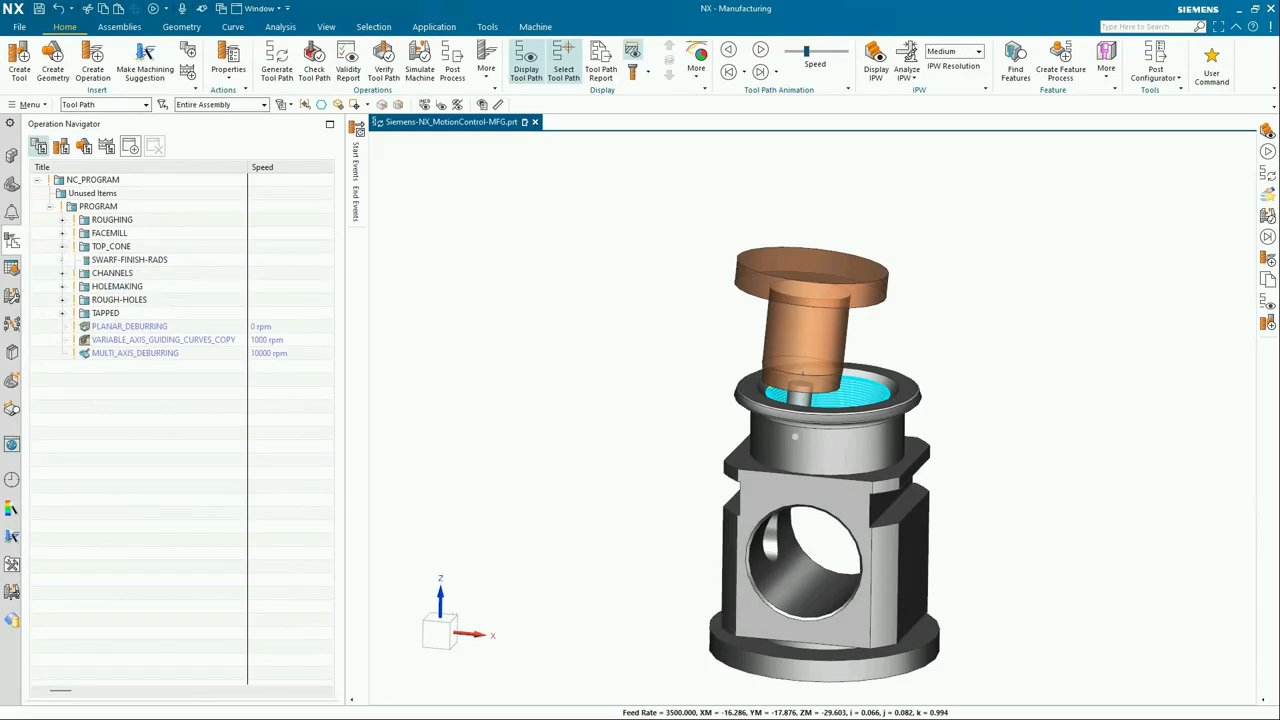 NX
Window
NX - Manufacturing
SIEMENS
File
Home
Assemblies
Geometry
Curve
Analysis
View
Selection
Application
Tools
Machine
Type Here to Search
Create Tool
Create Geometry
Create Operation
Make Machining Suggestion
Properties
Generate Tool Path
Check Tool Path
Validity Report
Verify Tool Path
Simulate Machine
Post Process
More
Display Tool Path
Select Tool Path
Tool Path Report
More
Speed
Display IPW
Analyze IPW
Medium
IPW Resolution
Find Features
Create Feature Process
More
Post Configurator
User Command
Insert
Actions
Operations
Display
Tool Path Animation
IPW
Feature
Tools
Menu
Tool Path
Entire Assembly
Operation Navigator
Siemens-NX_MotionControl-MFG.prt
Start Events
End Events
Title
Speed
NC_PROGRAM
Unused Items
PROGRAM
ROUGHING
FACEMILL
TOP_CONE
SWARF-FINISH-RADS
CHANNELS
HOLEMAKING
ROUGH-HOLES
TAPPED
PLANAR_DEBURRING 0 rpm
VARIABLE_AXIS_GUIDING_CURVES_COPY 1000 rpm
MULTI_AXIS_DEBURRING 10000 rpm
Z
X
Feed Rate = 3500.000, XM = -16.286, YM = -17.876, ZM = -29.603, i = 0.066, j = 0.082, k = 0.994